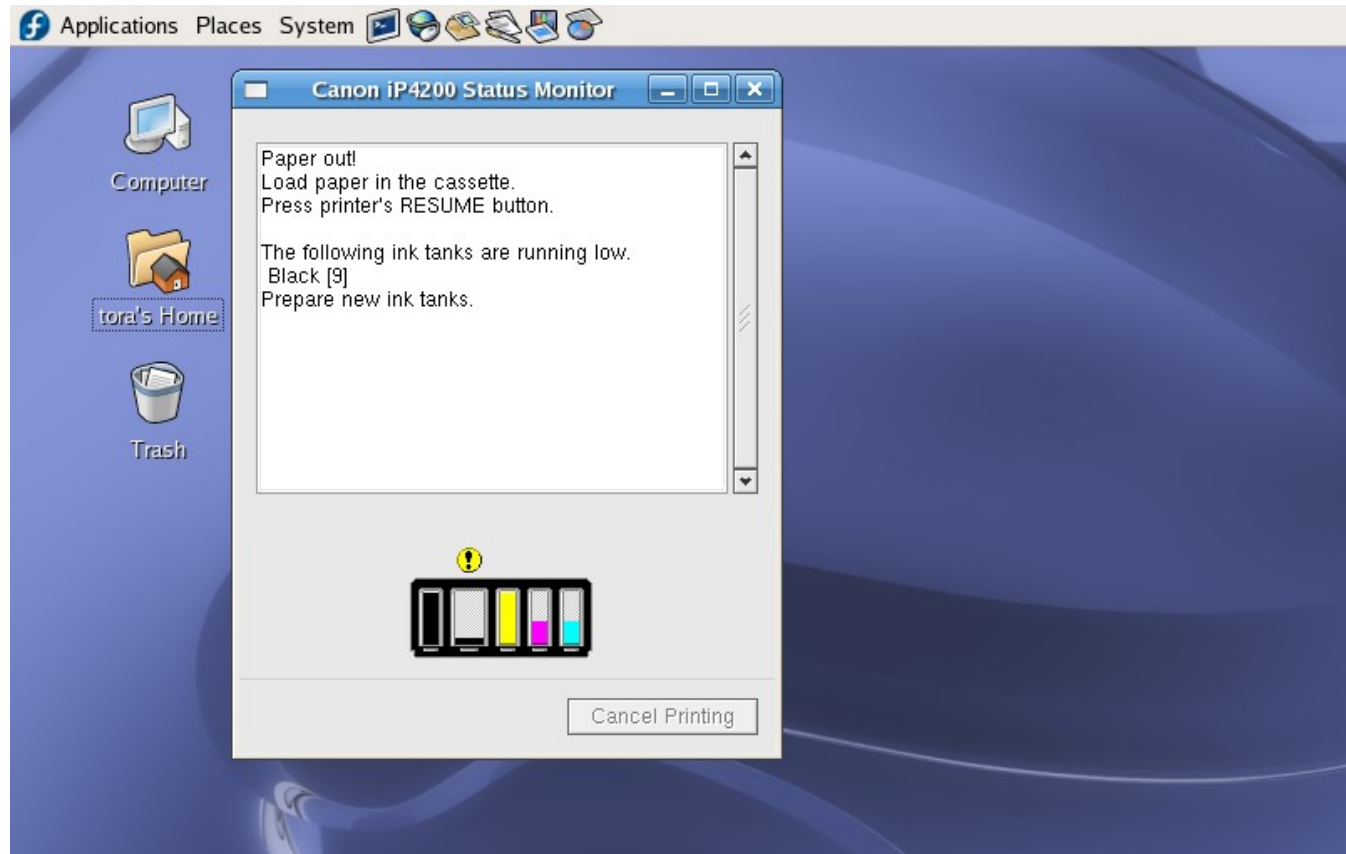 Applications Places System
Canon iP4200 Status Monitor
Computer
tora's Home
Trash
Paper out!
Load paper in the cassette.
Press printer's RESUME button.
The following ink tanks are running low.
Black [9]
Prepare new ink tanks.
Cancel Printing